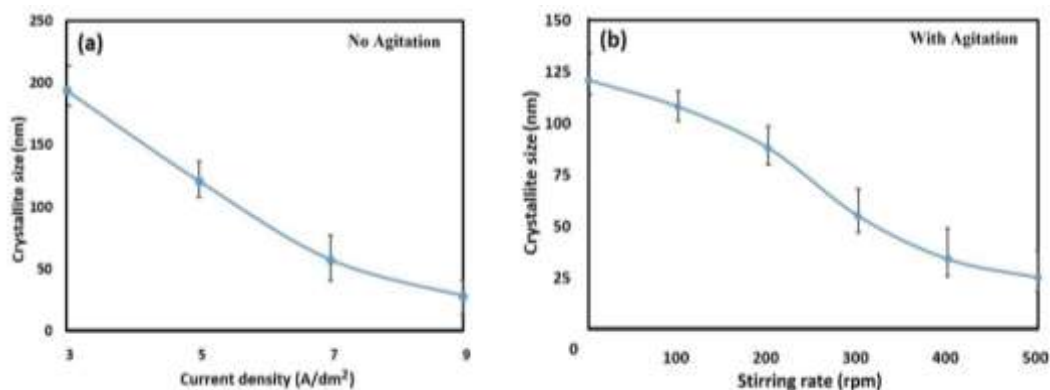 (a)
No Agitation
Crystallite size (nm)
250
200
150
100
50
0
3
5
7
9
Current density (A/dm²)
(b)
With Agitation
Crystallite size (nm)
150
125
100
75
50
25
0
100
200
300
400
500
Stirring rate (rpm)